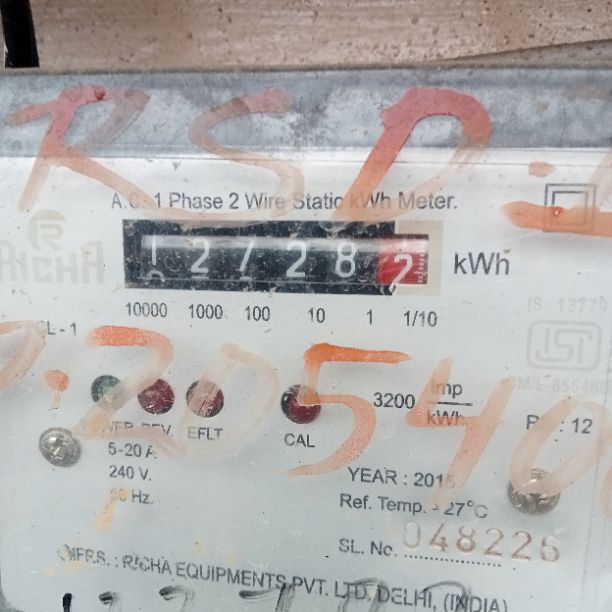 RSD-
A.C. 1 Phase 2 Wire Static kWh Meter.
RICHA
12728 2 kWh
10000 1000 100 10 1 1/10
IS : 13779
CL - 1
ISI
20540
3200 Imp/kWh
REV. EFLT
CAL
: 12
5-20 A
240 V.
50 Hz.
YEAR : 2015
Ref. Temp. - 27°C
SL. No. 048226
MFRS. : RICHA EQUIPMENTS PVT. LTD. DELHI, (INDIA)